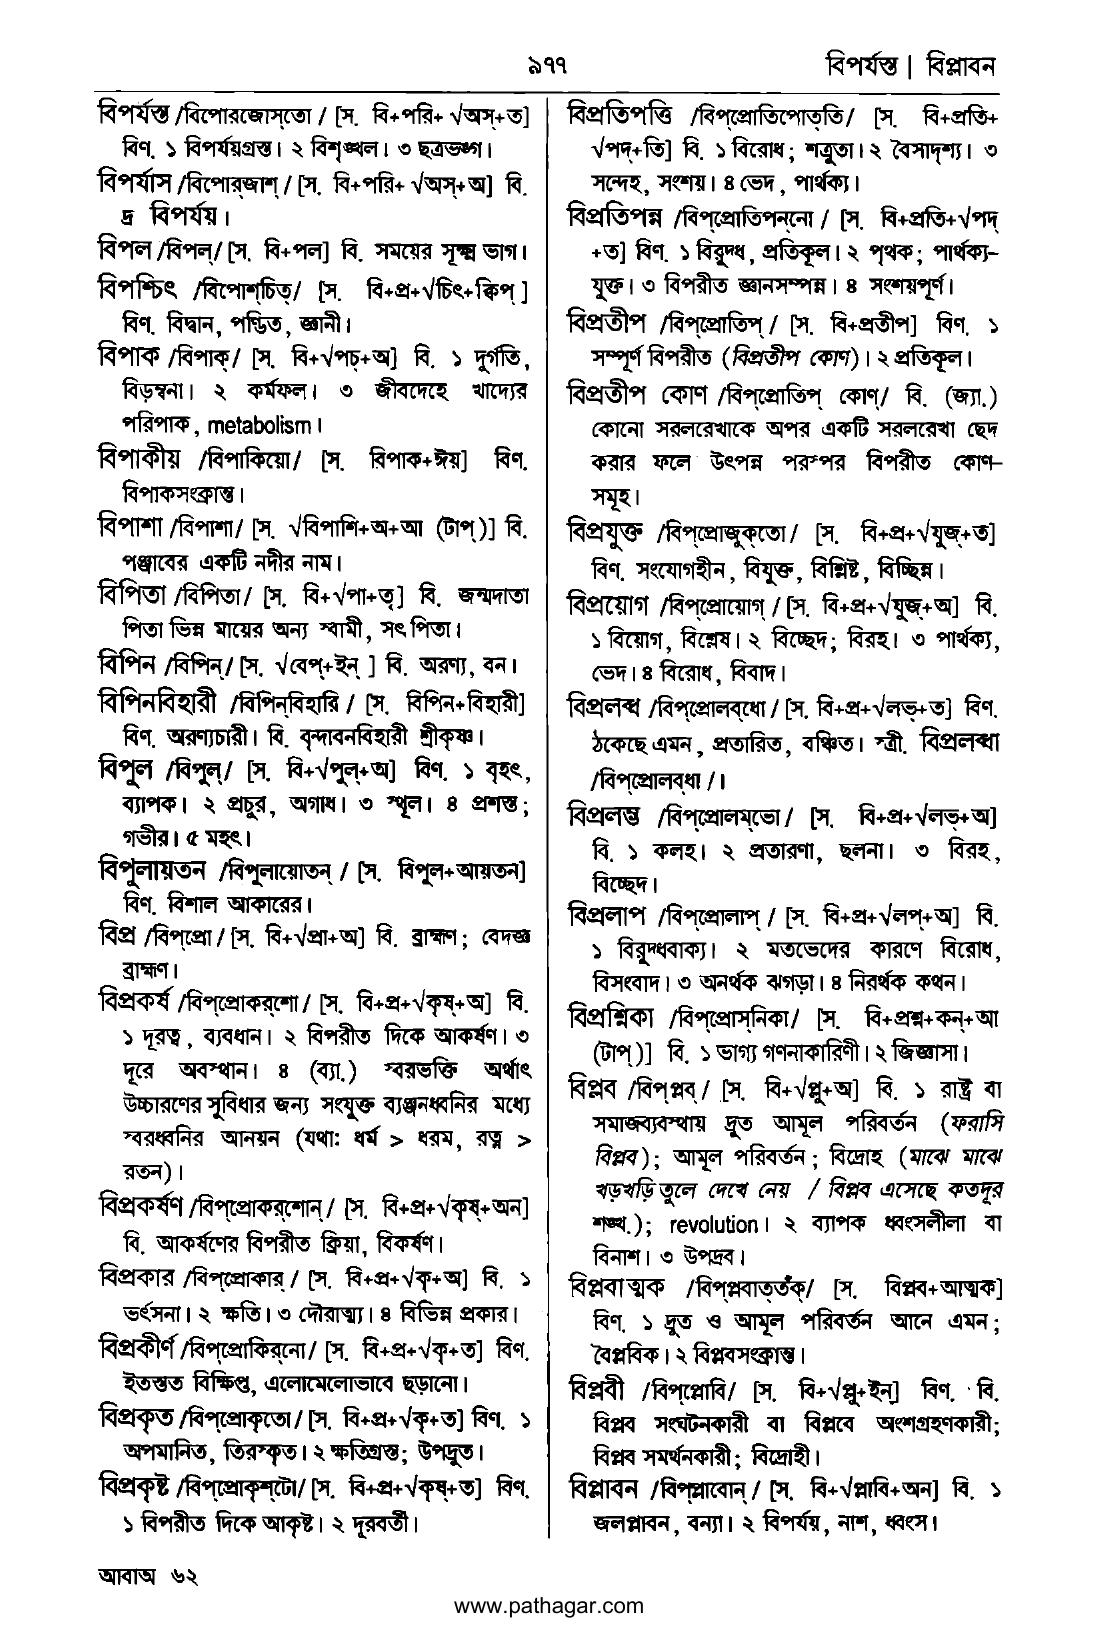 ৯৭৭
বিপর্যস্ত | বিপ্লাবন
বিপর্যস্ত /বিপোরজোস্‌তো / [স. বি+পরি+ √অস্‌+ত]
বিণ. ১ বিপর্যয়গ্রস্ত। ২ বিশৃঙ্খল। ৩ ছত্রভঙ্গ।
বিপর্যাস /বিপোর্‌জাশ্‌ / [স. বি+পরি+ √অস্‌+অ] বি.
দ্র বিপর্যয়।
বিপল /বিপল্‌/ [স. বি+পল] বি. সময়ের সূক্ষ্ম ভাগ।
বিপশ্চিৎ /বিপোশ্‌চিত্‌/ [স. বি+প্র+√চিৎ+ক্বিপ্‌ ]
বিণ. বিদ্বান, পণ্ডিত, জ্ঞানী।
বিপাক /বিপাক্‌/ [স. বি+√পচ্‌+অ] বি. ১ দুর্গতি,
বিড়ম্বনা। ২ কর্মফল। ৩ জীবদেহে খাদ্যের
পরিপাক, metabolism।
বিপাকীয় /বিপাকিয়ো/ [স. বিপাক+ঈয়] বিণ.
বিপাকসংক্রান্ত।
বিপাশা /বিপাশা/ [স. √বিপাশি+অ+আ (টাপ্‌)] বি.
পঞ্জাবের একটি নদীর নাম।
বিপিতা /বিপিতা/ [স. বি+√পা+তৃ] বি. জন্মদাতা
পিতা ভিন্ন মায়ের অন্য স্বামী, সৎ পিতা।
বিপিন /বিপিন্‌/ [স. √বেপ্‌+ইন্‌ ] বি. অরণ্য, বন।
বিপিনবিহারী /বিপিন্‌বিহারি / [স. বিপিন+বিহারী]
বিণ. অরণ্যচারী। বি. বৃন্দাবনবিহারী শ্রীকৃষ্ণ।
বিপুল /বিপুল্‌/ [স. বি+√পুল্‌+অ] বিণ. ১ বৃহৎ,
ব্যাপক। ২ প্রচুর, অগাধ। ৩ স্থূল। ৪ প্রশস্ত;
গভীর। ৫ মহৎ।
বিপুলায়তন /বিপুলায়োতন্‌ / [স. বিপুল+আয়তন]
বিণ. বিশাল আকারের।
বিপ্র /বিপ্‌প্রো / [স. বি+√প্রা+অ] বি. ব্রাহ্মণ; বেদজ্ঞ
ব্রাহ্মণ।
বিপ্রকর্ষ /বিপ্‌প্রোকর্‌শো / [স. বি+প্র+√কৃষ্‌+অ] বি.
১ দূরত্ব, ব্যবধান। ২ বিপরীত দিকে আকর্ষণ। ৩
দূরে অবস্থান। ৪ (ব্যা.) স্বরভক্তি অর্থাৎ
উচ্চারণের সুবিধার জন্য সংযুক্ত ব্যঞ্জনধ্বনির মধ্যে
স্বরধ্বনির আনয়ন (যথা: ধর্ম > ধরম, রত্ন >
রতন)।
বিপ্রকর্ষণ /বিপ্‌প্রোকর্‌শোন্‌ / [স. বি+প্র+√কৃষ্‌+অন]
বি. আকর্ষণের বিপরীত ক্রিয়া, বিকর্ষণ।
বিপ্রকার /বিপ্‌প্রোকার্‌ / [স. বি+প্র+√কৃ+অ] বি. ১
ভর্ৎসনা। ২ ক্ষতি। ৩ দৌরাত্ম্য। ৪ বিভিন্ন প্রকার।
বিপ্রকীর্ণ /বিপ্‌প্রোকির্‌নো / [স. বি+প্র+√কৃ+ত] বিণ.
ইতস্তত বিক্ষিপ্ত, এলোমেলোভাবে ছড়ানো।
বিপ্রকৃত /বিপ্‌প্রোকৃতো / [স. বি+প্র+√কৃ+ত] বিণ. ১
অপমানিত, তিরস্কৃত। ২ ক্ষতিগ্রস্ত; উপদ্রুত।
বিপ্রকৃষ্ট /বিপ্‌প্রোকৃশ্‌টো/ [স. বি+প্র+√কৃষ্‌+ত] বিণ.
১ বিপরীত দিকে আকৃষ্ট। ২ দূরবর্তী।
বিপ্রতিপত্তি /বিপ্‌প্রোতিপোত্‌তি/ [স. বি+প্রতি+
√পদ্‌+তি] বি. ১ বিরোধ; শত্রুতা। ২ বৈসাদৃশ্য। ৩
সন্দেহ, সংশয়। ৪ ভেদ, পার্থক্য।
বিপ্রতিপন্ন /বিপ্‌প্রোতিপন্‌নো / [স. বি+প্রতি+√পদ্‌
+ত] বিণ. ১ বিরুদ্ধ, প্রতিকূল। ২ পৃথক; পার্থক্য-
যুক্ত। ৩ বিপরীত জ্ঞানসম্পন্ন। ৪ সংশয়পূর্ণ।
বিপ্রতীপ /বিপ্‌প্রোতিপ্‌ / [স. বি+প্রতীপ] বিণ. ১
সম্পূর্ণ বিপরীত (বিপ্রতীপ কোণ)। ২ প্রতিকূল।
বিপ্রতীপ কোণ /বিপ্‌প্রোতিপ্‌ কোণ্‌/ বি. (জ্যা.)
কোনো সরলরেখাকে অপর একটি সরলরেখা ছেদ
করার ফলে উৎপন্ন পরস্পর বিপরীত কোণ-
সমূহ।
বিপ্রযুক্ত /বিপ্‌প্রোজুক্‌তো / [স. বি+প্র+√যুজ্‌+ত]
বিণ. সংযোগহীন, বিযুক্ত, বিশ্লিষ্ট, বিচ্ছিন্ন।
বিপ্রয়োগ /বিপ্‌প্রোয়োগ্‌ / [স. বি+প্র+√যুজ্‌+অ] বি.
১ বিয়োগ, বিশ্লেষ। ২ বিচ্ছেদ; বিরহ। ৩ পার্থক্য,
ভেদ। ৪ বিরোধ, বিবাদ।
বিপ্রলব্ধ /বিপ্‌প্রোলব্‌ধো / [স. বি+প্র+√লভ্‌+ত] বিণ.
ঠকেছে এমন, প্রতারিত, বঞ্চিত। স্ত্রী. বিপ্রলব্ধা
/বিপ্‌প্রোলব্‌ধা /।
বিপ্রলম্ভ /বিপ্‌প্রোলম্‌ভো / [স. বি+প্র+√লভ্‌+অ]
বি. ১ কলহ। ২ প্রতারণা, ছলনা। ৩ বিরহ,
বিচ্ছেদ।
বিপ্রলাপ /বিপ্‌প্রোলাপ্‌ / [স. বি+প্র+√লপ্‌+অ] বি.
১ বিরুদ্ধবাক্য। ২ মতভেদের কারণে বিরোধ,
বিসংবাদ। ৩ অনর্থক ঝগড়া। ৪ নিরর্থক কথন।
বিপ্রশ্নিকা /বিপ্‌প্রোস্‌নিকা/ [স. বি+প্রশ্ন+কন্‌+আ
(টাপ্‌)] বি. ১ ভাগ্য গণনাকারিণী। ২ জিজ্ঞাসা।
বিপ্লব /বিপ্‌প্লব্‌ / [স. বি+√প্লু+অ] বি. ১ রাষ্ট্র বা
সমাজব্যবস্থায় দ্রুত আমূল পরিবর্তন (ফরাসি
বিপ্লব); আমূল পরিবর্তন; বিদ্রোহ (মাঝে মাঝে
খড়খড়ি তুলে দেখে নেয় / বিপ্লব এসেছে কতদূর
শঙ্খ.); revolution। ২ ব্যাপক ধ্বংসলীলা বা
বিনাশ। ৩ উপদ্রব।
বিপ্লবাত্মক /বিপ্‌প্লবাত্‌তঁক্‌/ [স. বিপ্লব+আত্মক]
বিণ. ১ দ্রুত ও আমূল পরিবর্তন আনে এমন;
বৈপ্লবিক। ২ বিপ্লবসংক্রান্ত।
বিপ্লবী /বিপ্‌প্লোবি/ [স. বি+√প্লু+ইন্‌] বিণ. বি.
বিপ্লব সংঘটনকারী বা বিপ্লবে অংশগ্রহণকারী;
বিপ্লব সমর্থনকারী; বিদ্রোহী।
বিপ্লাবন /বিপ্‌প্লাবোন্‌ / [স. বি+√প্লাবি+অন] বি. ১
জলপ্লাবন, বন্যা। ২ বিপর্যয়, নাশ, ধ্বংস।
আবাঅ ৬২
www.pathagar.com